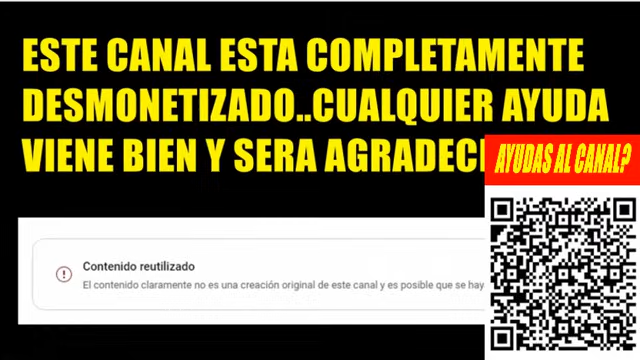 ESTE CANAL ESTA COMPLETAMENTE
DESMONETIZADO..CUALQUIER AYUDA
VIENE BIEN Y SERA AGRADECI
AYUDAS AL CANAL?
Contenido reutilizado
El contenido claramente no es una creación original de este canal y es posible que se hay